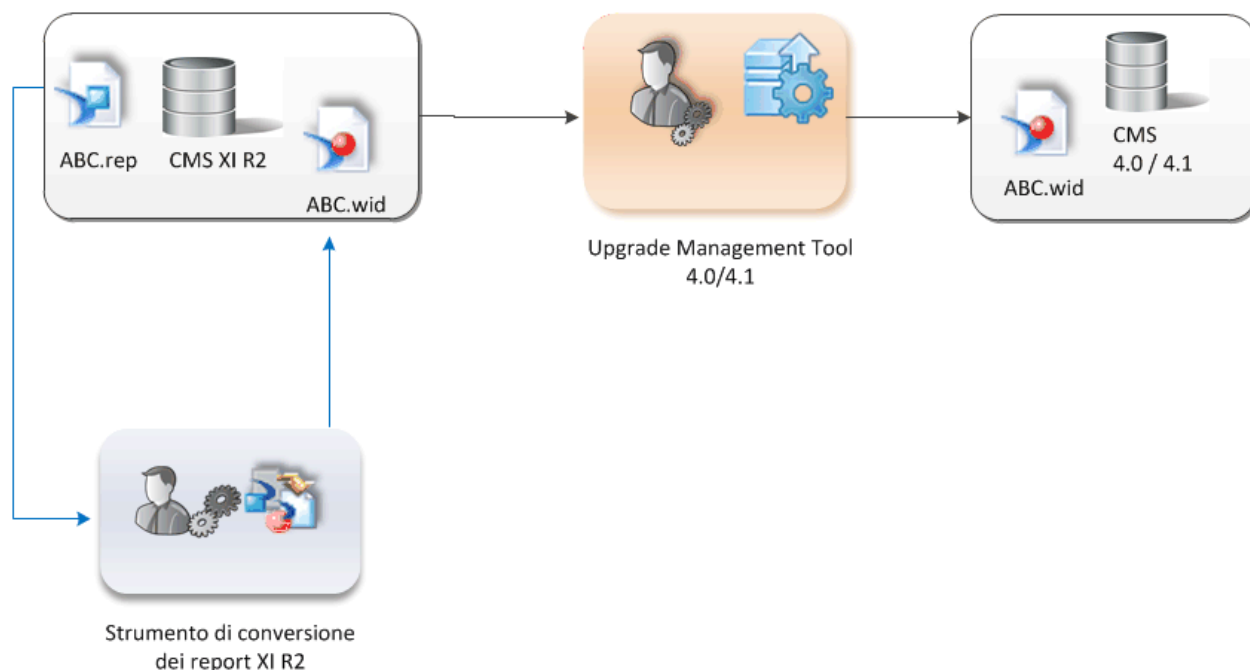 ABC.rep
CMS XI R2
ABC.wid
Upgrade Management Tool
4.0/4.1
ABC.wid
CMS
4.0 / 4.1
Strumento di conversione
dei report XI R2